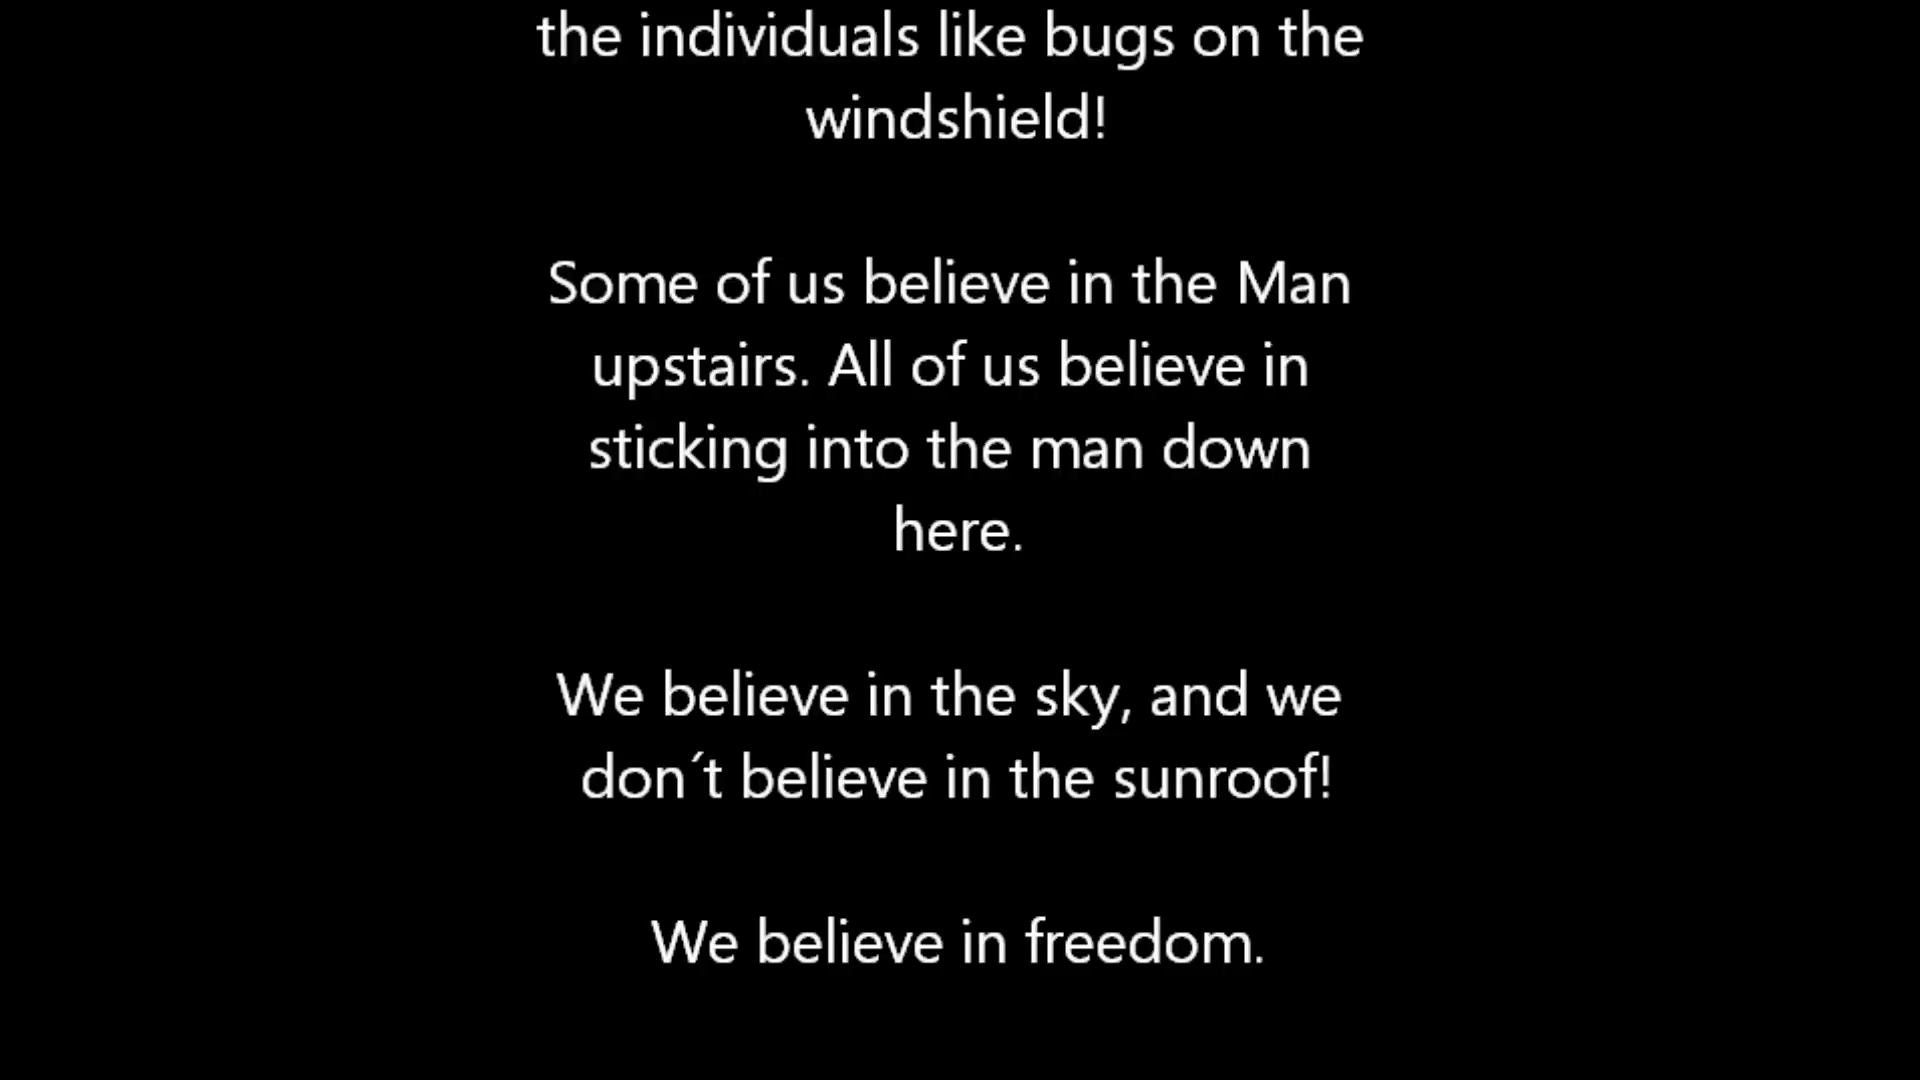 the individuals like bugs on the
windshield!
Some of us believe in the Man
upstairs. All of us believe in
sticking into the man down
here.
We believe in the sky, and we
don´t believe in the sunroof!
We believe in freedom.